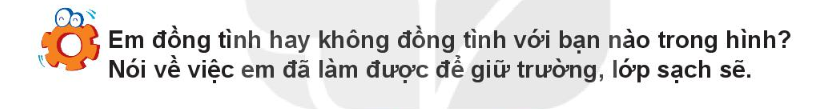 Em đồng tình hay không đồng tình với bạn nào trong hình?
Nói về việc em đã làm được để giữ trường, lớp sạch sẽ.